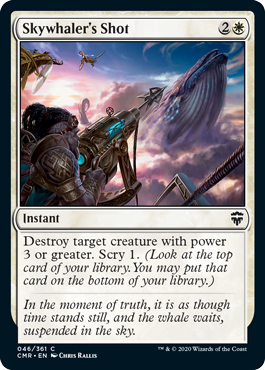 Skywhaler's Shot 2
Instant
Destroy target creature with power
3 or greater. Scry 1. (Look at the top
card of your library. You may put that
card on the bottom of your library.)
In the moment of truth, it is as though
time stands still, and the whale waits,
suspended in the sky.
046/361 C
CMR • EN Chris Rallis
™ & © 2020 Wizards of the Coast